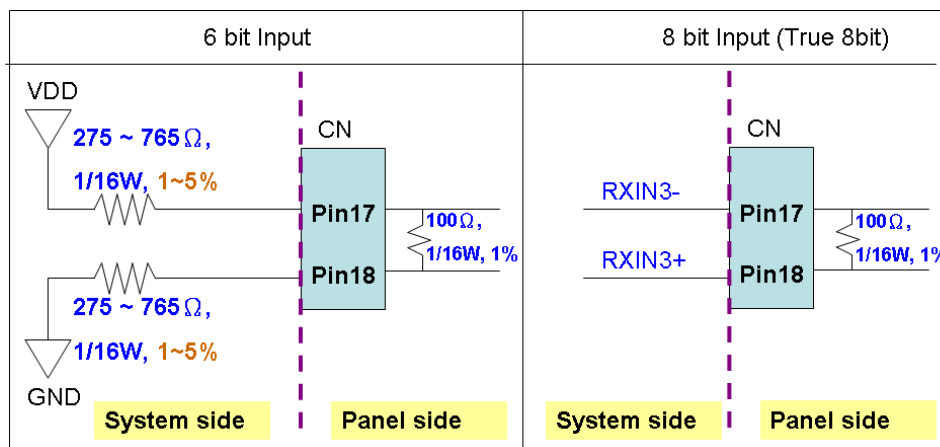 6 bit Input
VDD
275 ~ 765Ω,
1/16W, 1~5%
CN
Pin17
100Ω,
1/16W, 1%
Pin18
275 ~ 765Ω,
1/16W, 1~5%
GND
System side
Panel side
8 bit Input (True 8bit)
CN
RXIN3-
Pin17
100Ω,
1/16W, 1%
RXIN3+
Pin18
System side
Panel side